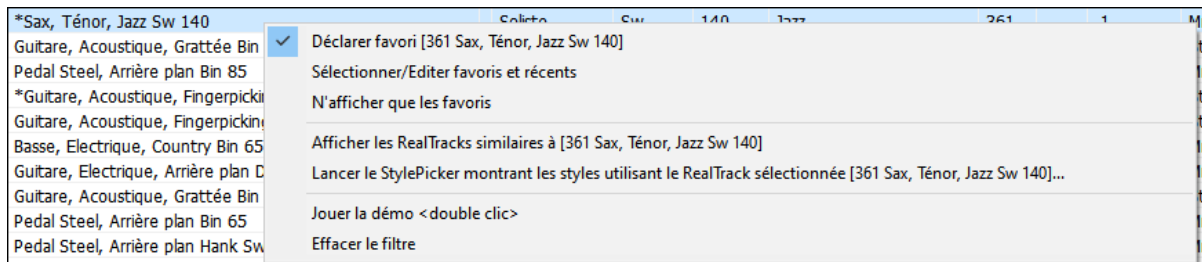 *Sax, Ténor, Jazz Sw 140 Soliste Sw 140 Jazz 361 1
Guitare, Acoustique, Grattée Bin
Déclarer favori [361 Sax, Ténor, Jazz Sw 140]
Pedal Steel, Arrière plan Bin 85
Sélectionner/Editer favoris et récents
*Guitare, Acoustique, Fingerpicki
N'afficher que les favoris
Guitare, Acoustique, Fingerpicking
Basse, Electrique, Country Bin 65
Afficher les RealTracks similaires à [361 Sax, Ténor, Jazz Sw 140]
Guitare, Electrique, Arrière plan D
Lancer le StylePicker montrant les styles utilisant le RealTrack sélectionnée [361 Sax, Ténor, Jazz Sw 140]...
Guitare, Acoustique, Grattée Bin
Pedal Steel, Arrière plan Bin 65
Jouer la démo <double clic>
Pedal Steel, Arrière plan Hank Sw
Effacer le filtre